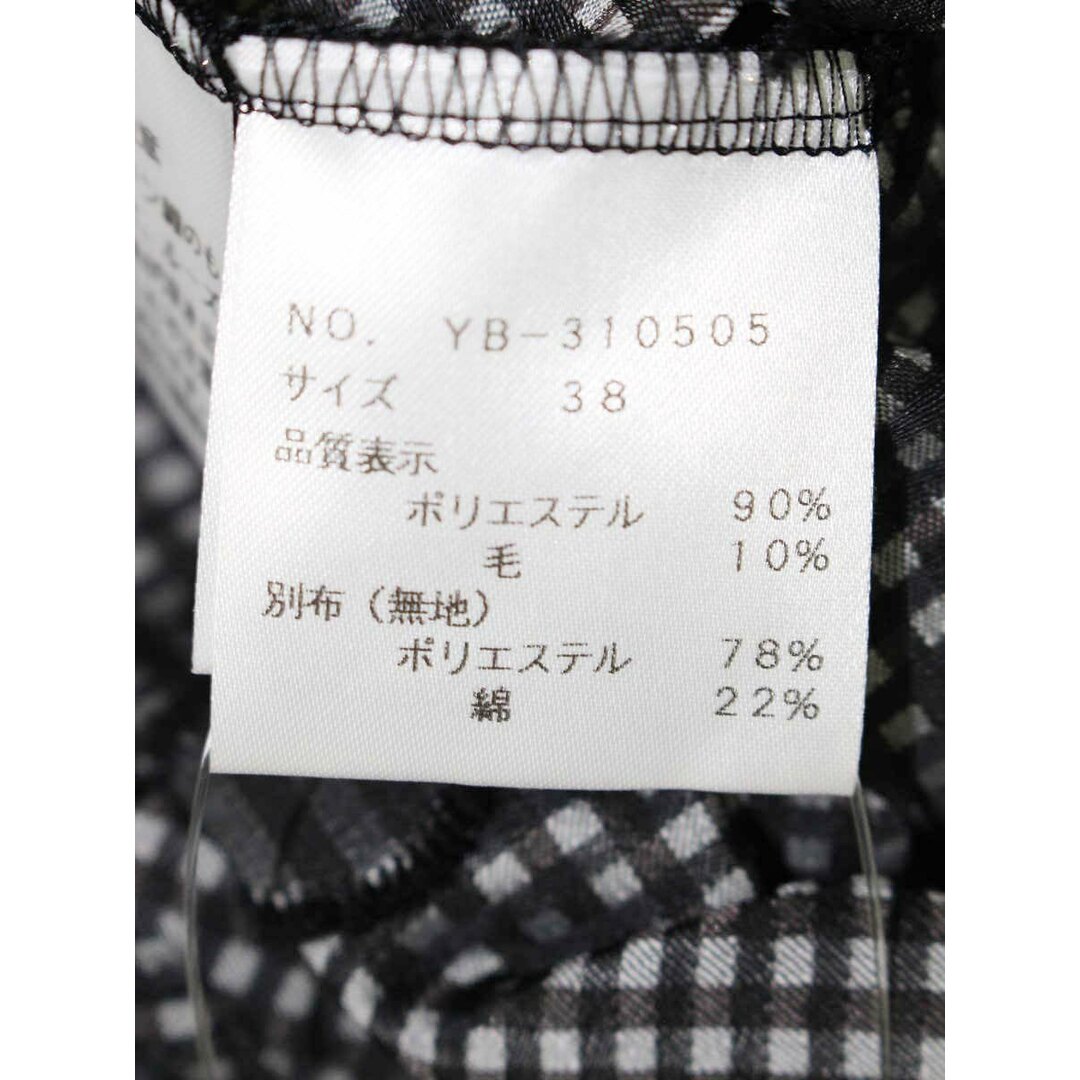 NO. YB-310505
サイズ 38
品質表示
ポリエステル 90%
毛 10%
別布(無地)
ポリエステル 78%
綿 22%